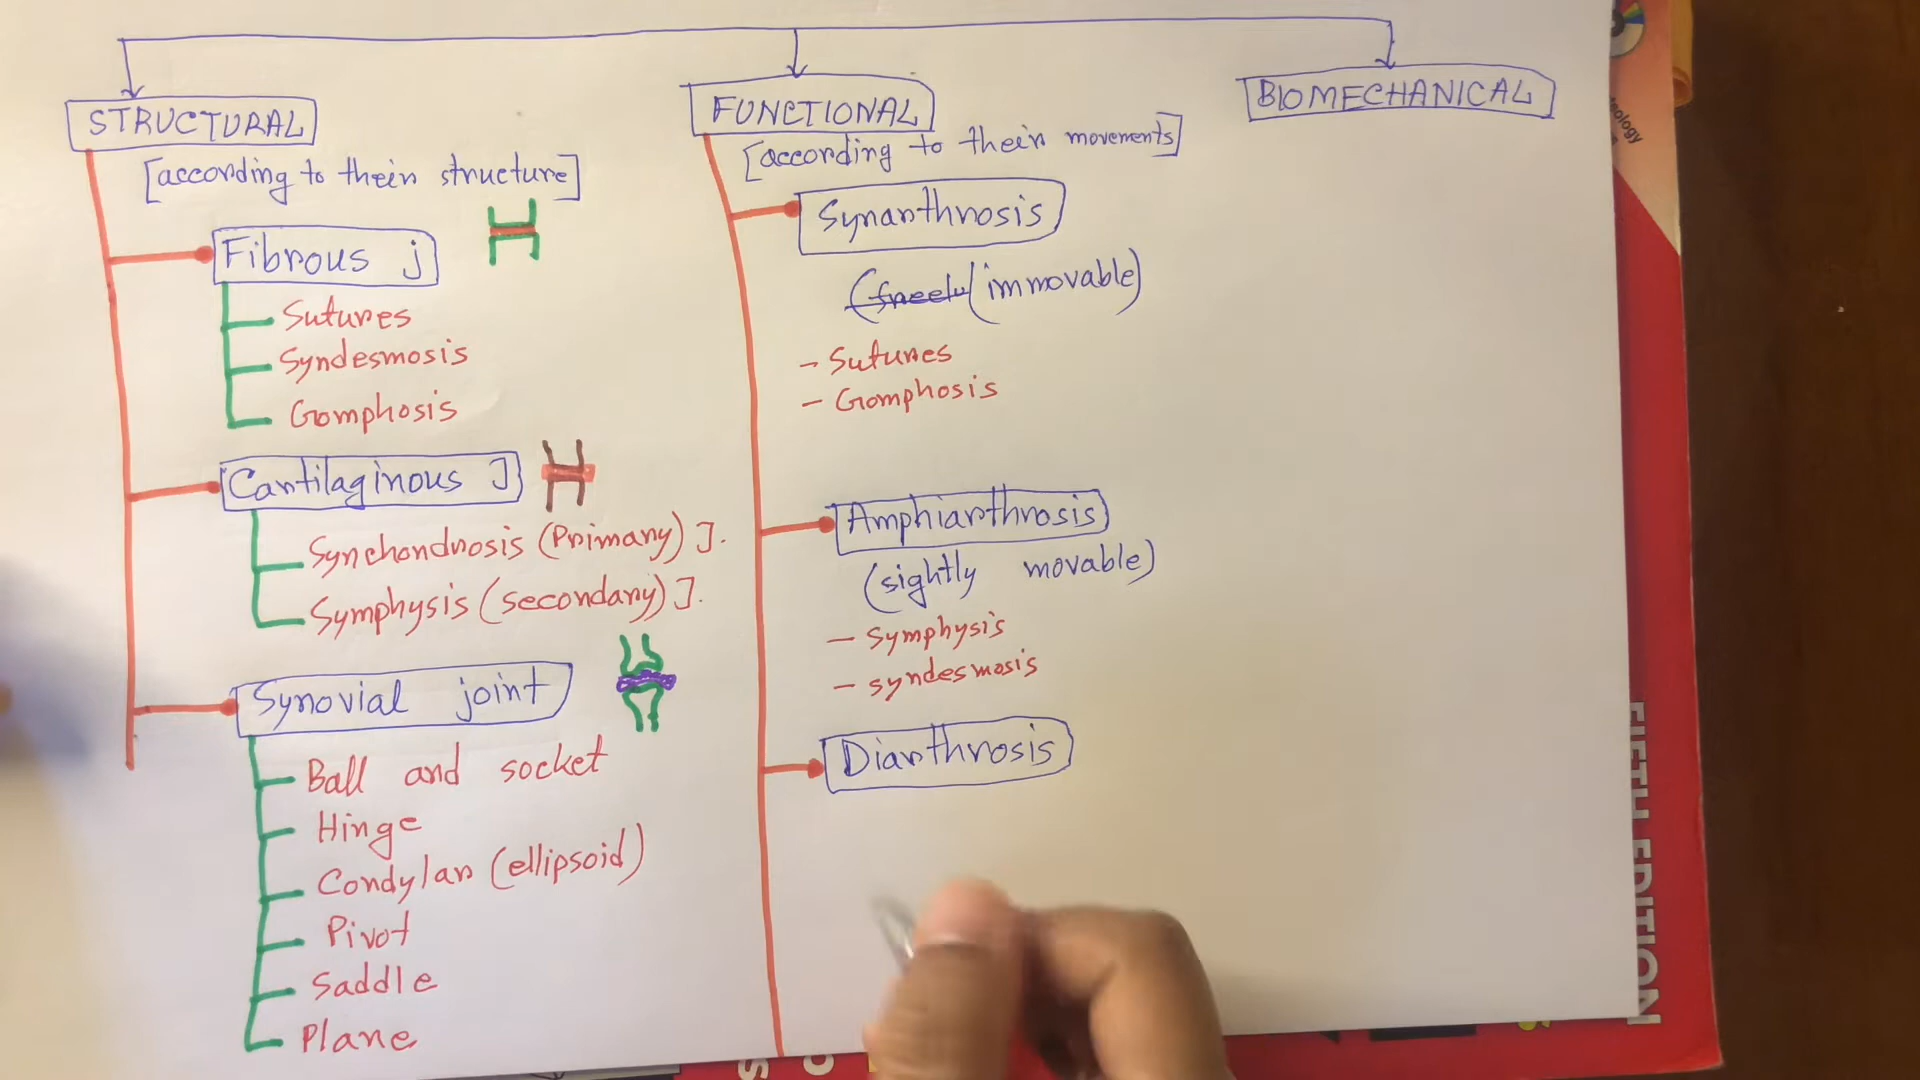 STRUCTURAL
[according to their structure]
Fibrous j
Sutures
Syndesmosis
Gomphosis
Cartilaginous J
Synchondrosis (Primary) J.
Symphysis (secondary) J.
Synovial joint
Ball and socket
Hinge
Condylar (ellipsoid)
Pivot
Saddle
Plane
FUNCTIONAL
[according to their movements]
Synarthrosis
(freely (immovable)
- Sutures
- Gomphosis
Amphiarthrosis
(sightly movable)
- Symphysis
- syndesmosis
Diarthrosis
BIOMECHANICAL
FIFTH EDITION